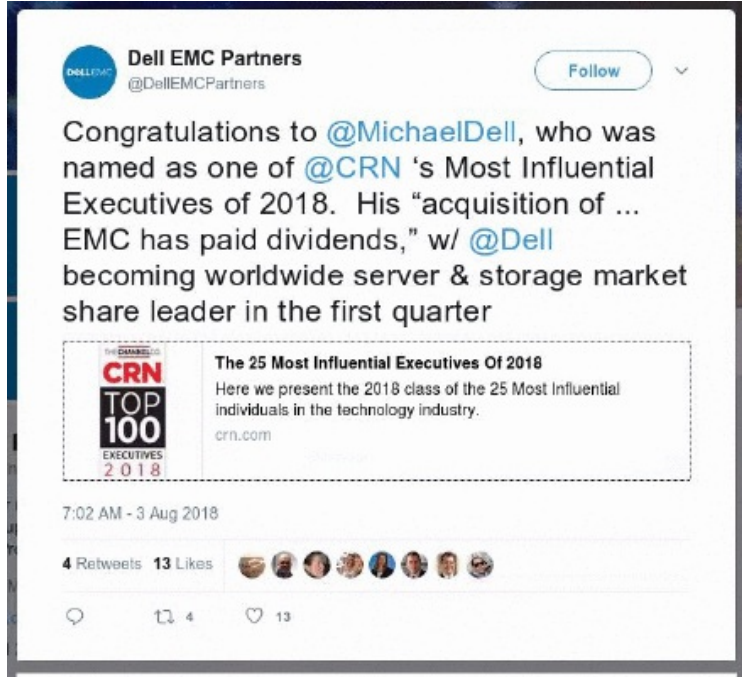 DELLEMC
Dell EMC Partners
@DellEMCPartners
Follow
Congratulations to @MichaelDell, who was
named as one of @CRN ‘s Most Influential
Executives of 2018.  His “acquisition of ...
EMC has paid dividends,” w/ @Dell
becoming worldwide server & storage market
share leader in the first quarter
THE CHANNEL CO.
CRN
TOP
100
EXECUTIVES
2018
The 25 Most Influential Executives Of 2018
Here we present the 2018 class of the 25 Most Influential
individuals in the technology industry.
crn.com
7:02 AM - 3 Aug 2018
4 Retweets 13 Likes
4 13